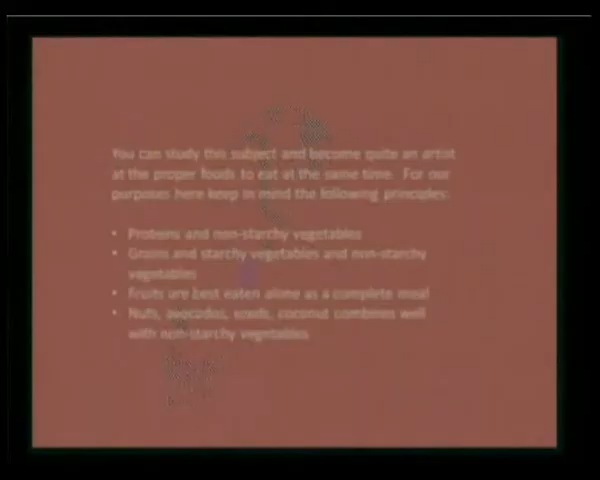 You can study this subject and become quite an artist
at the proper foods to eat at the same time. For our
purposes here keep in mind the following principles:
• Proteins and non-starchy vegetables
• Grains and starchy vegetables and non-starchy
vegetables
• Fruits are best eaten alone as a complete meal
• Nuts, avocados, seeds, coconut combines well
with non-starchy vegetables